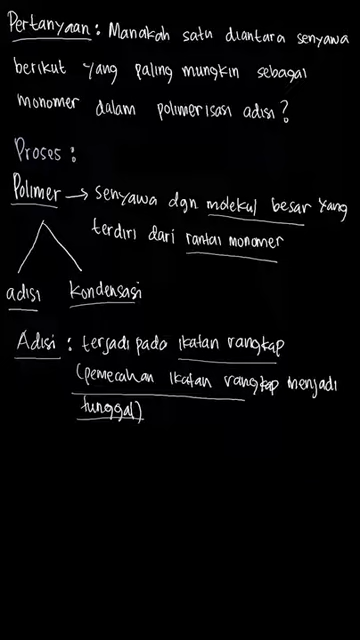 Pertanyaan : Manakah satu diantara senyawa
berikut yang paling mungkin sebagai
monomer dalam polimerisasi adisi?
Proses :
Polimer → senyawa dgn molekul besar yang
terdiri dari rantai monomer
adisi kondensasi
Adisi : terjadi pada ikatan rangkap
(pemecahan ikatan rangkap menjadi
tunggal)